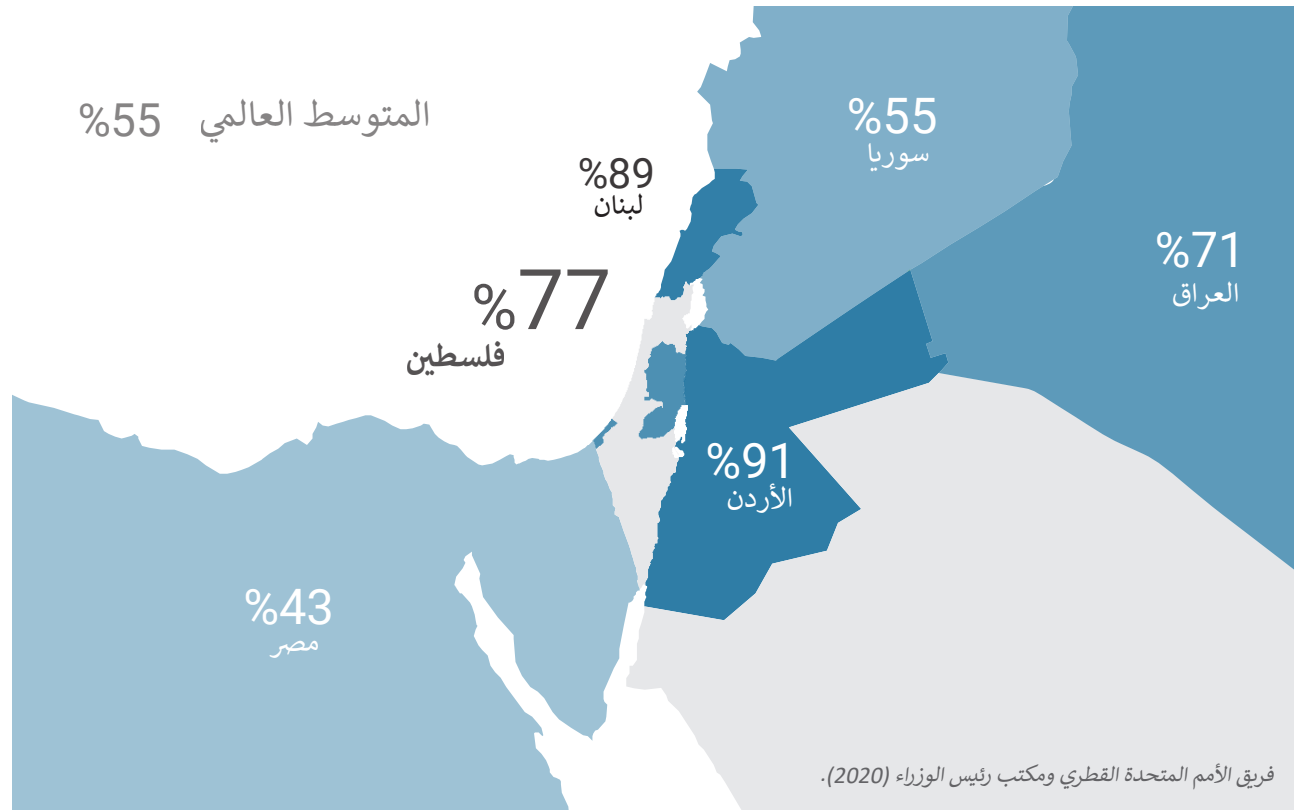 المتوسط العالمي %55
%55
سوريا
%89
لبنان
%71
العراق
%77
فلسطين
%91
الأردن
%43
مصر
فريق الأمم المتحدة القطري ومكتب رئيس الوزراء (2020).